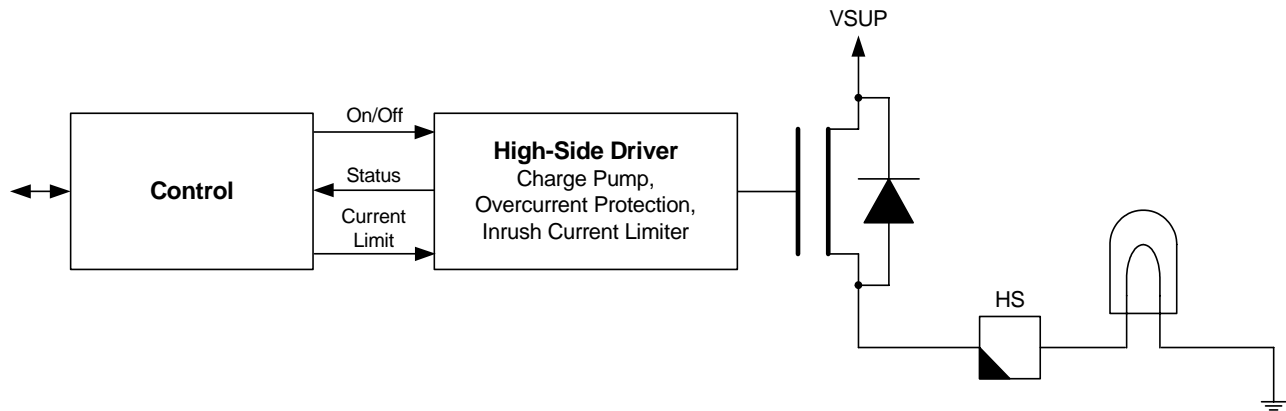 VSUP
On/Off
Control
Status
Current
Limit
High-Side Driver
Charge Pump,
Overcurrent Protection,
Inrush Current Limiter
HS